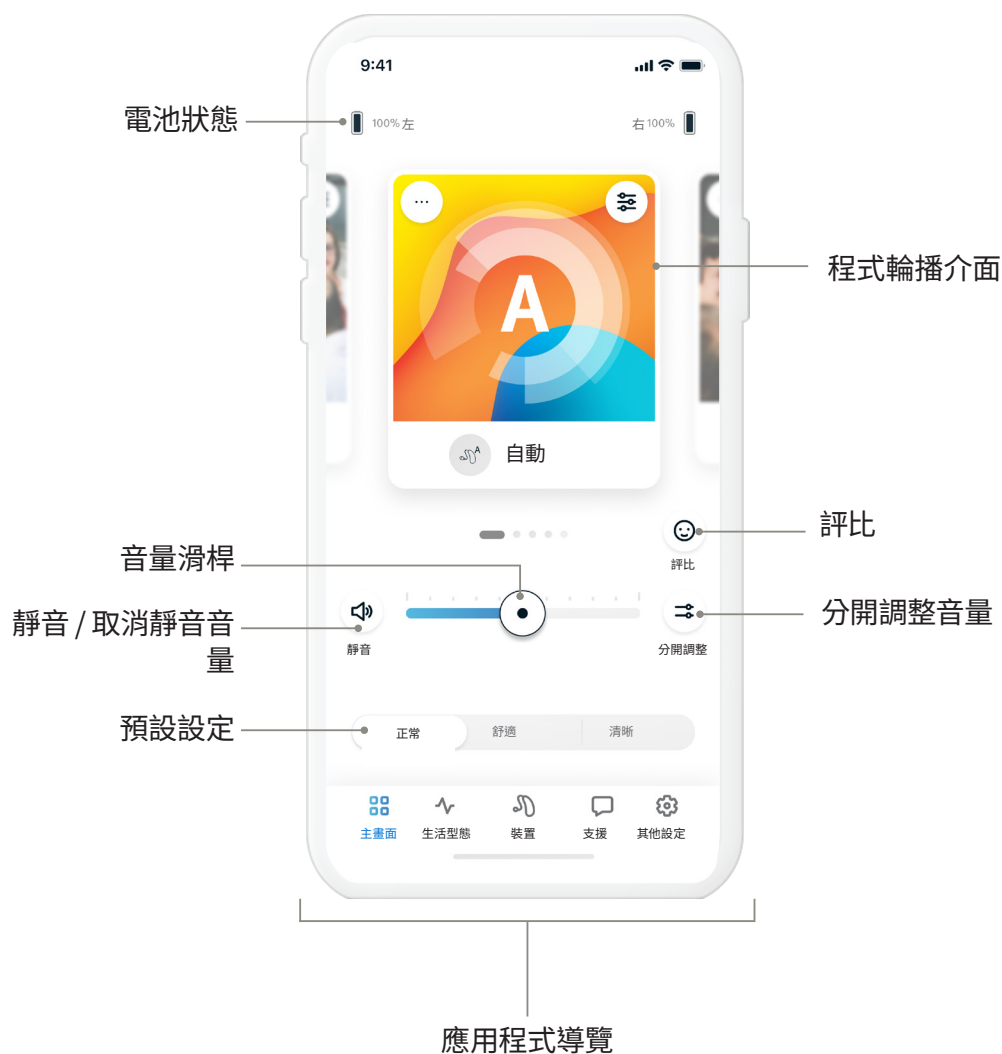 9:41
電池狀態
100% 左
右 100%
程式輪播介面
A
A
自動
評比
評比
音量滑桿
靜音 / 取消靜音音
量
靜音
分開調整音量
分開調整
預設設定
正常
舒適
清晰
主畫面
生活型態
裝置
支援
其他設定
應用程式導覽